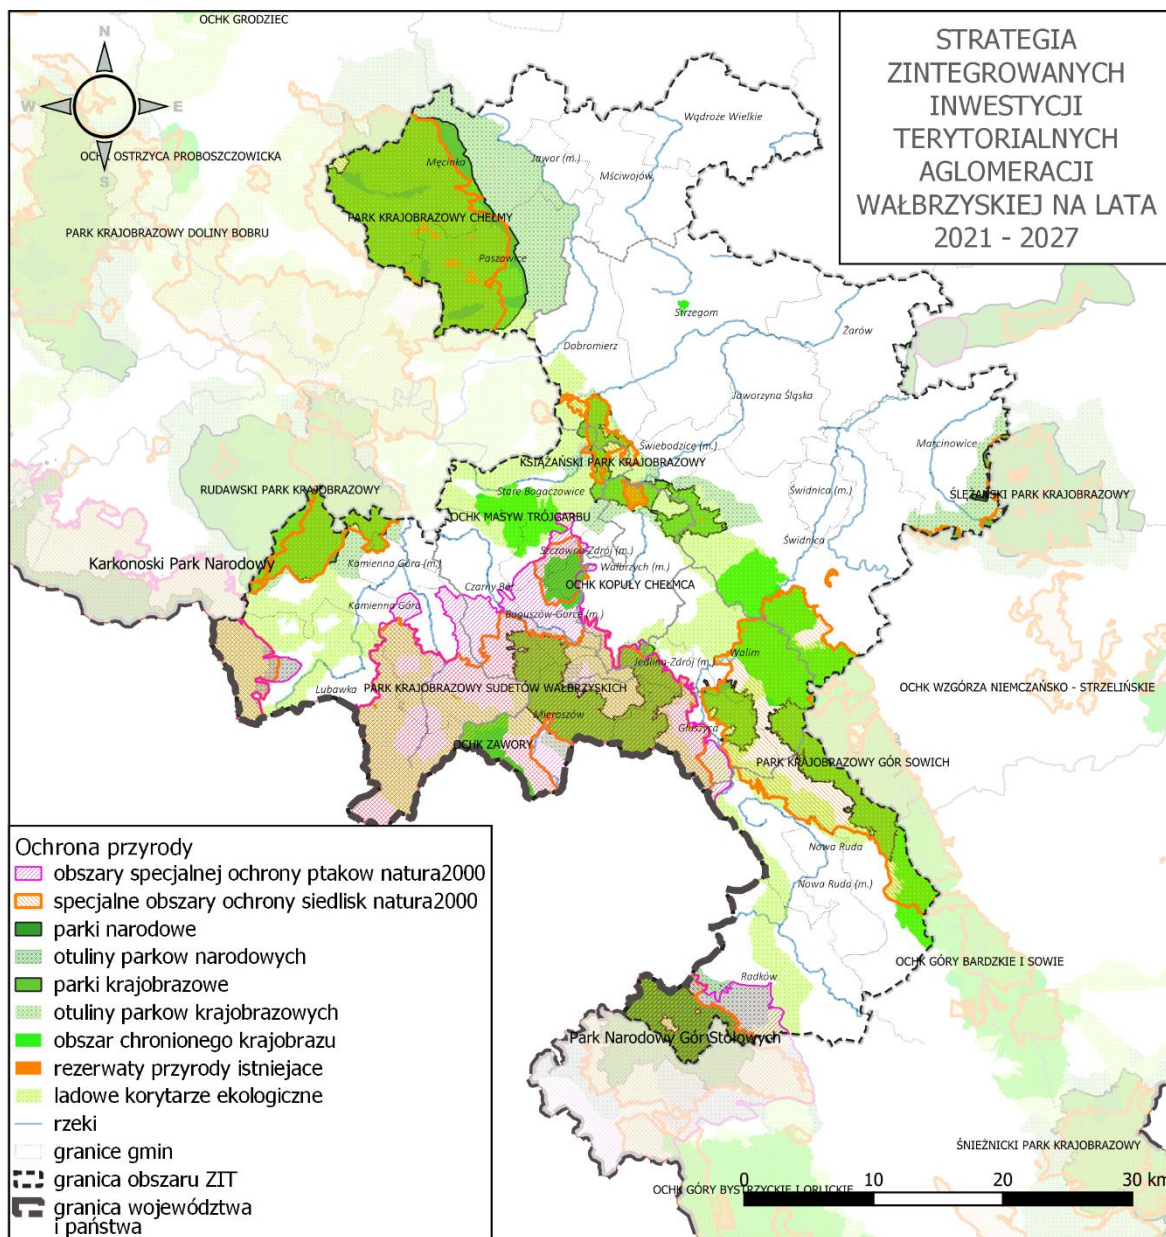 OCHK GRODZIEC
STRATEGIA
ZINTEGROWANYCH
INWESTYCJI
TERYTORIALNYCH
AGLOMERACJI
WAŁBRZYSKIEJ NA LATA
2021 - 2027
N
W
E
S
Wądroże Wielkie
OCHK OSTRZYCA PROBOSZCZOWICKA
Męcinka
Jawor (m.)
Mściwojów
PARK KRAJOBRAZOWY CHEŁMY
PARK KRAJOBRAZOWY DOLINY BOBRU
Paszowice
Strzegom
Żarów
Dobromierz
Jaworzyna Śląska
Marcinowice
Świebodzice (m.)
KSIĄŻAŃSKI PARK KRAJOBRAZOWY
RUDAWSKI PARK KRAJOBRAZOWY
Stare Bogaczowice
Świdnica (m.)
ŚLĘŻAŃSKI PARK KRAJOBRAZOWY
OCHK MASYW TRÓJGARBU
Świdnica
Szczawno-Zdrój (m.)
Karkonoski Park Narodowy
Kamienna Góra (m.)
Wałbrzych (m.)
Czarny Bór
OCHK KOPUŁY CHEŁMCA
Kamienna Góra
Boguszów-Gorce (m.)
Walim
Jedlina-Zdrój (m.)
Lubawka
PARK KRAJOBRAZOWY SUDETÓW WAŁBRZYSKICH
OCHK WZGÓRZA NIEMCZAŃSKO - STRZELIŃSKIE
Mieroszów
Głuszyca
OCHK ZAWORY
PARK KRAJOBRAZOWY GÓR SOWICH
Nowa Ruda
Nowa Ruda (m.)
OCHK GÓRY BARDZKIE I SOWIE
Radków
Park Narodowy Gór Stołowych
ŚNIEŻNICKI PARK KRAJOBRAZOWY
OCHK GÓRY BYSTRZYCKIE I ORLICKIE
0 10 20 30 km
Ochrona przyrody
obszary specjalnej ochrony ptakow natura2000
specjalne obszary ochrony siedlisk natura2000
parki narodowe
otuliny parkow narodowych
parki krajobrazowe
otuliny parkow krajobrazowych
obszar chronionego krajobrazu
rezerwaty przyrody istniejace
ladowe korytarze ekologiczne
rzeki
granice gmin
granica obszaru ZIT
granica województwa
i państwa